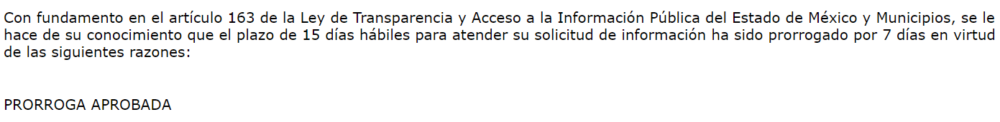 Con fundamento en el artículo 163 de la Ley de Transparencia y Acceso a la Información Pública del Estado de México y Municipios, se le
hace de su conocimiento que el plazo de 15 días hábiles para atender su solicitud de información ha sido prorrogado por 7 días en virtud
de las siguientes razones:
PRORROGA APROBADA